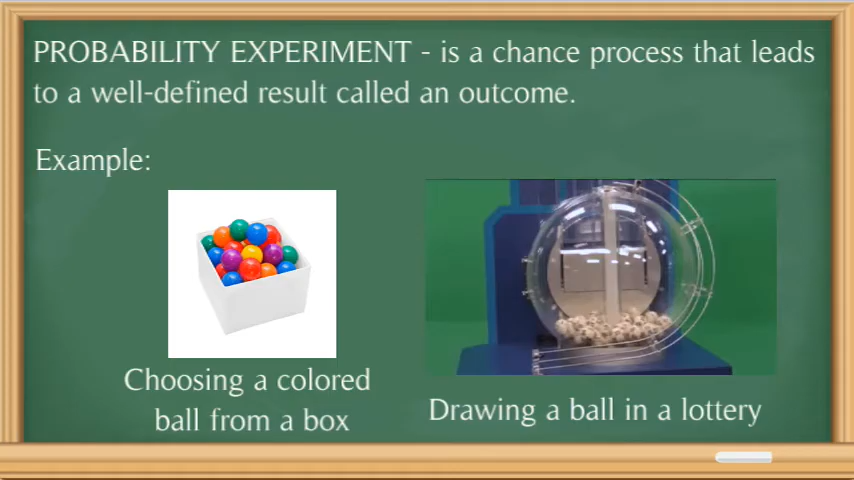 PROBABILITY EXPERIMENT - is a chance process that leads
to a well-defined result called an outcome.
Example:
Choosing a colored
ball from a box
Drawing a ball in a lottery